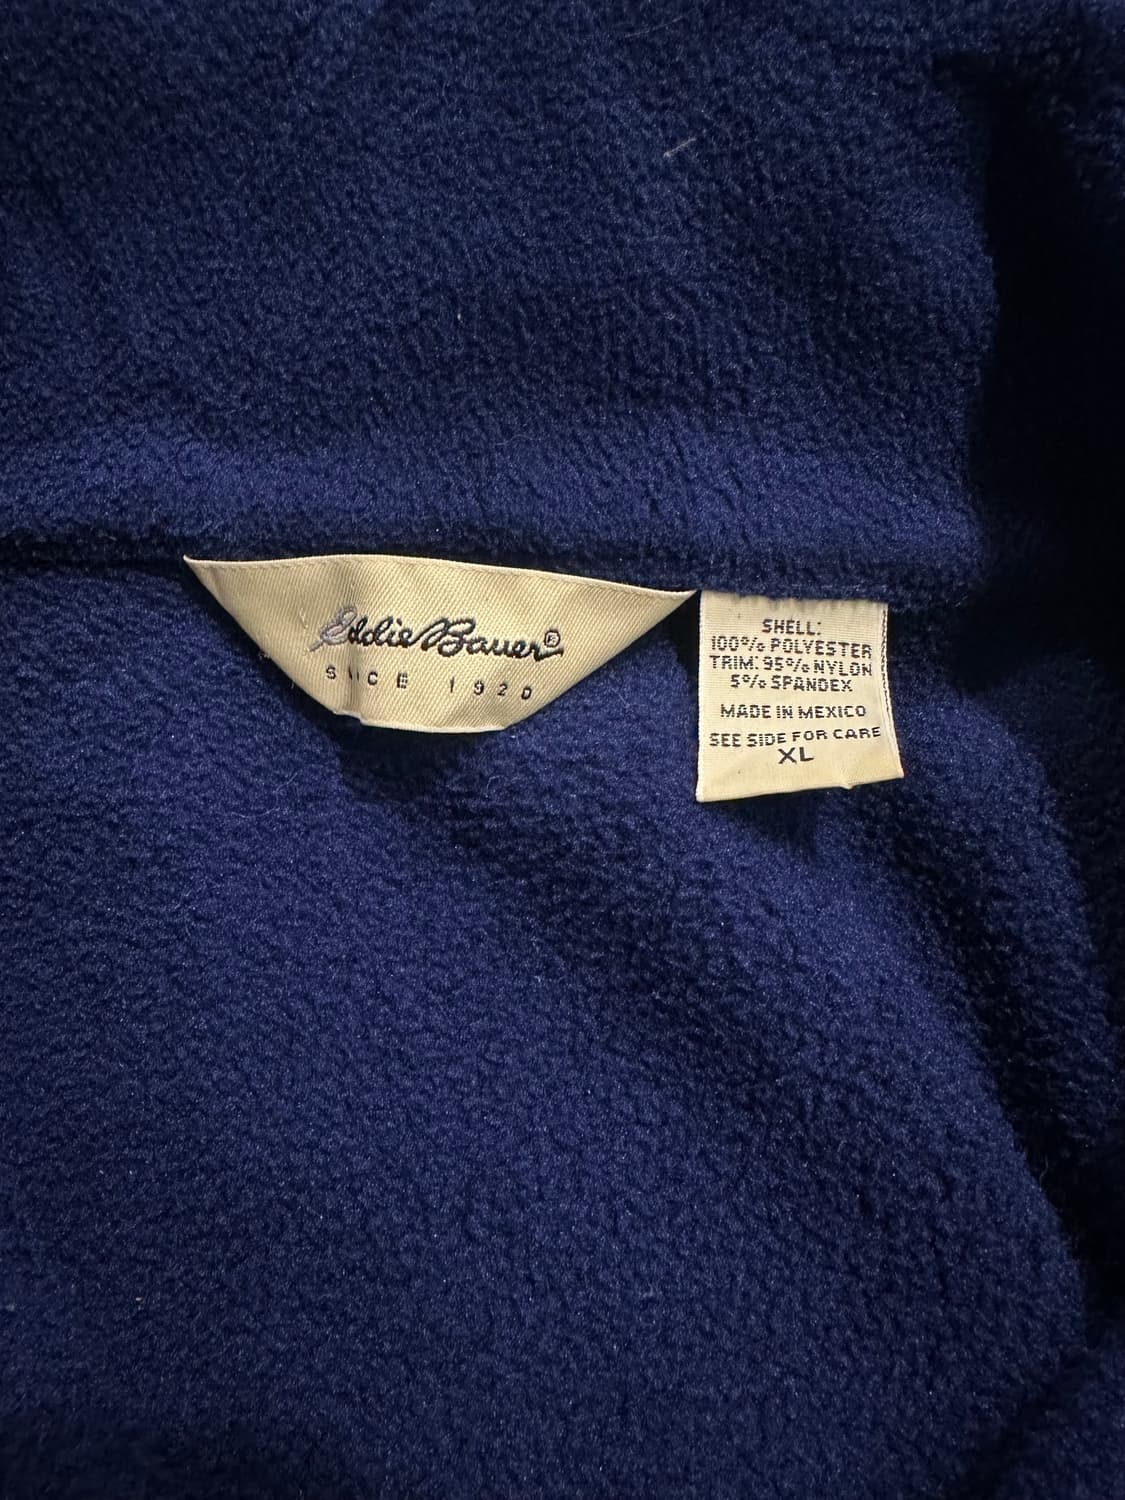 Eddie Bauer®
SINCE 1920
SHELL:
100% POLYESTER
TRIM: 95% NYLON
5% SPANDEX
MADE IN MEXICO
SEE SIDE FOR CARE
XL